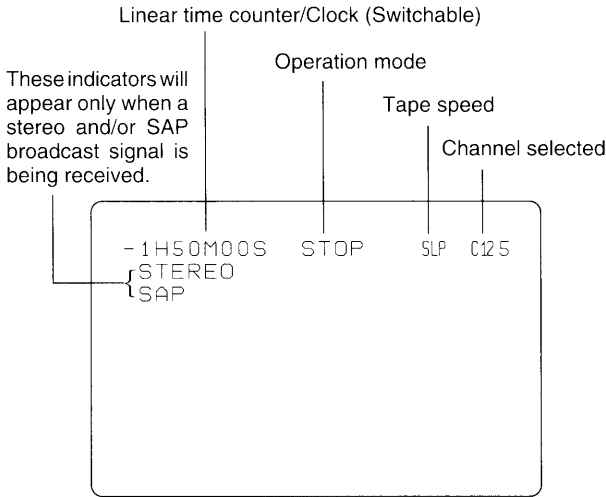 Linear time counter/Clock (Switchable)
Operation mode
These indicators will
appear only when a
stereo and/or SAP
broadcast signal is
being received.
Tape speed
Channel selected
-1H50M00S STOP SLP C125
STEREO
SAP